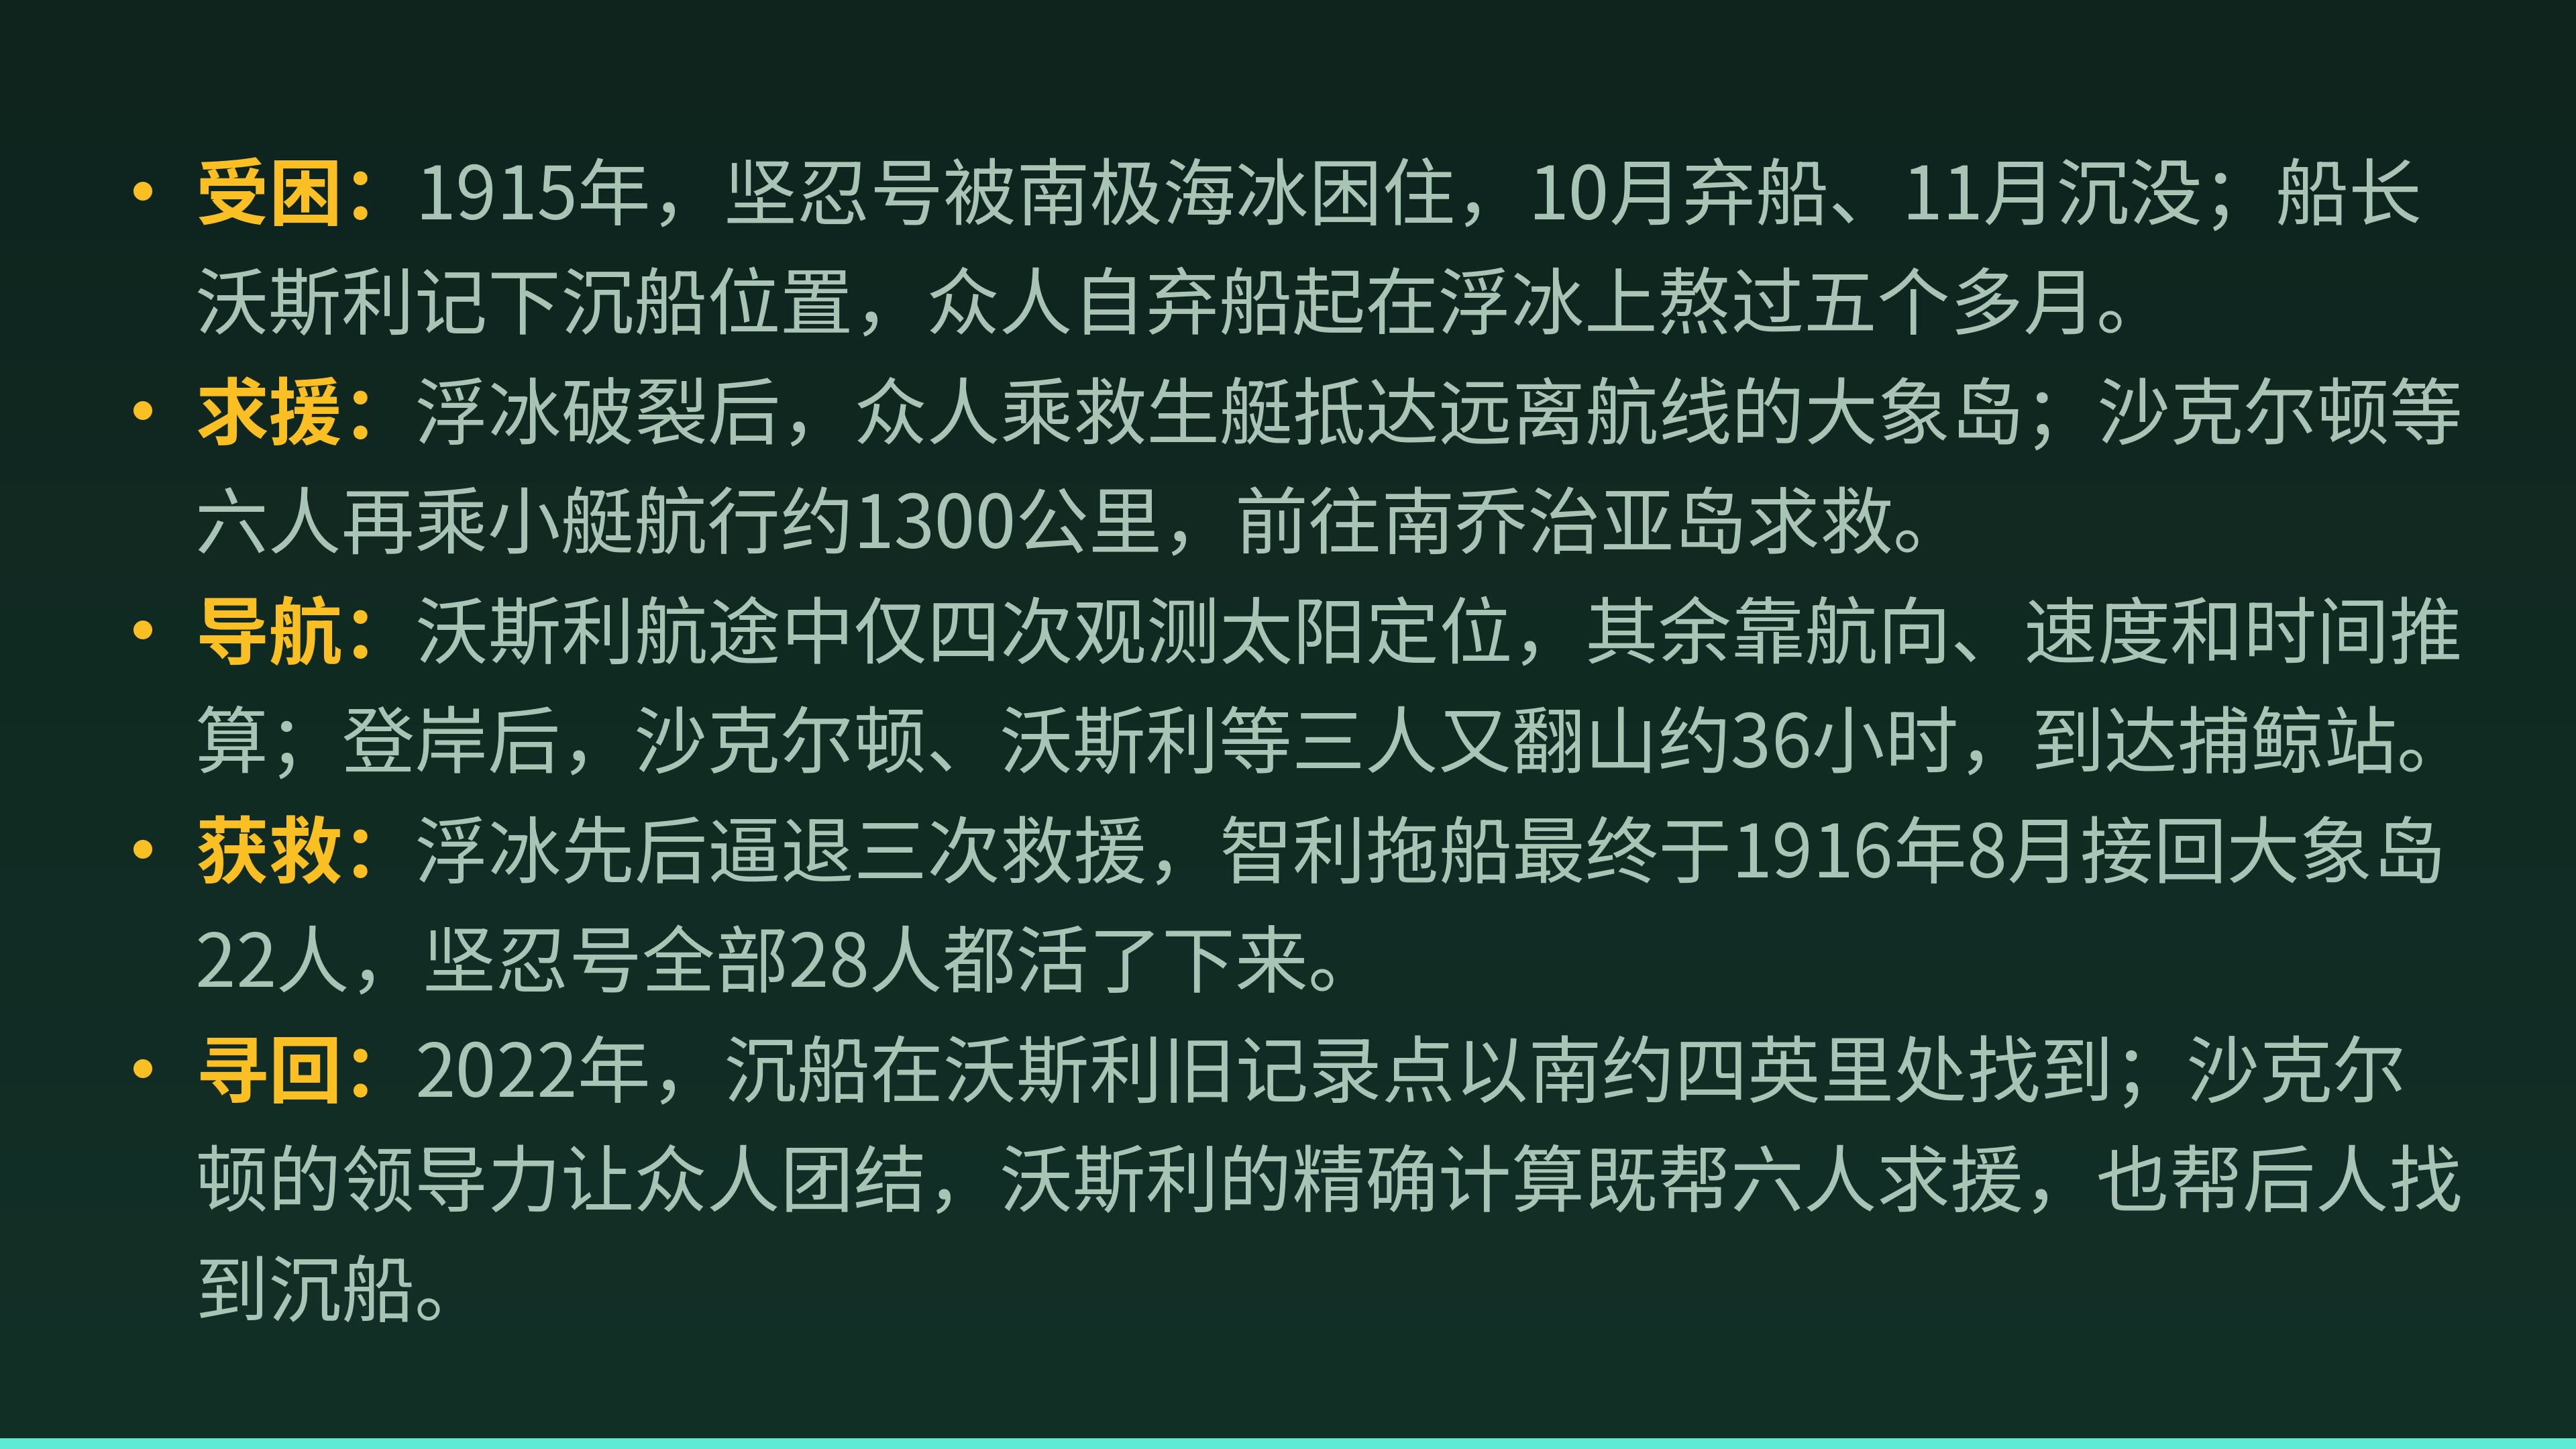 • 受困：1915年，坚忍号被南极海冰困住，10月弃船、11月沉没；船长
沃斯利记下沉船位置，众人自弃船起在浮冰上熬过五个多月。
• 求援：浮冰破裂后，众人乘救生艇抵达远离航线的大象岛；沙克尔顿等
六人再乘小艇航行约1300公里，前往南乔治亚岛求救。
• 导航：沃斯利航途中仅四次观测太阳定位，其余靠航向、速度和时间推
算；登岸后，沙克尔顿、沃斯利等三人又翻山约36小时，到达捕鲸站。
• 获救：浮冰先后逼退三次救援，智利拖船最终于1916年8月接回大象岛
22人，坚忍号全部28人都活了下来。
• 寻回：2022年，沉船在沃斯利旧记录点以南约四英里处找到；沙克尔
顿的领导力让众人团结，沃斯利的精确计算既帮六人求援，也帮后人找
到沉船。